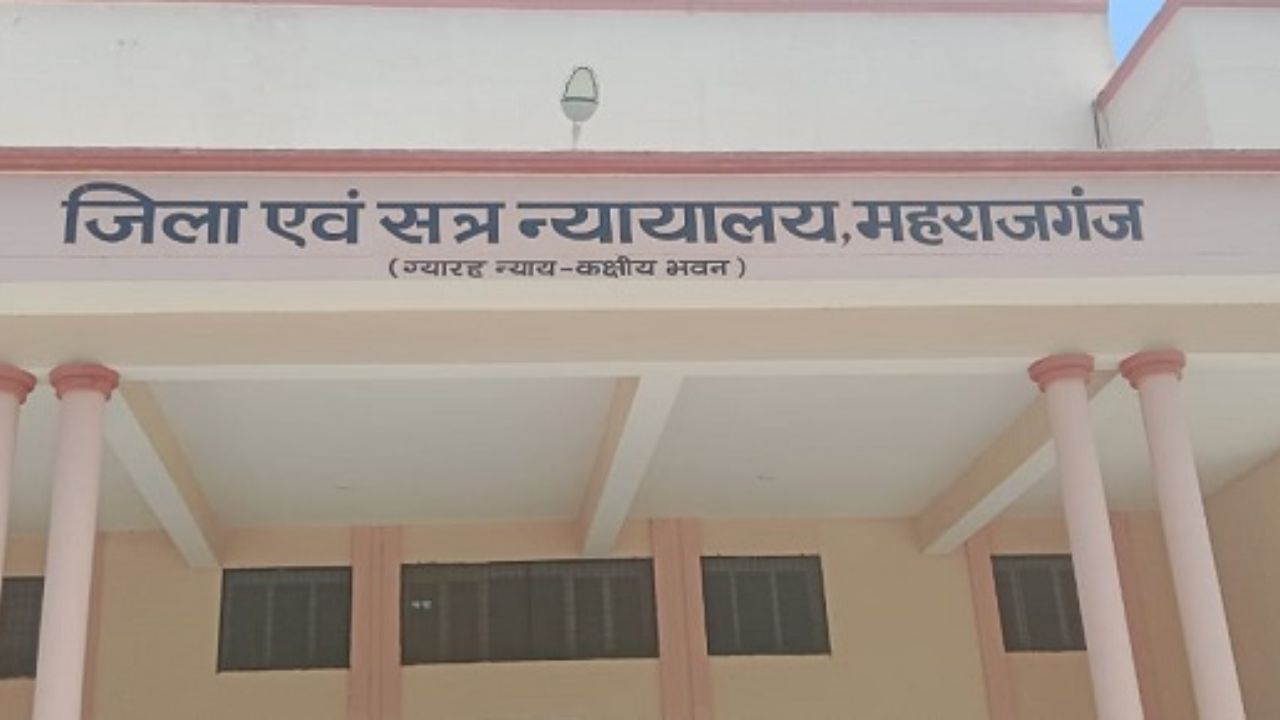 जिला एवं सत्र न्यायायालय,महराजगंज
(ग्यारह न्याय-कक्षीय भवन)